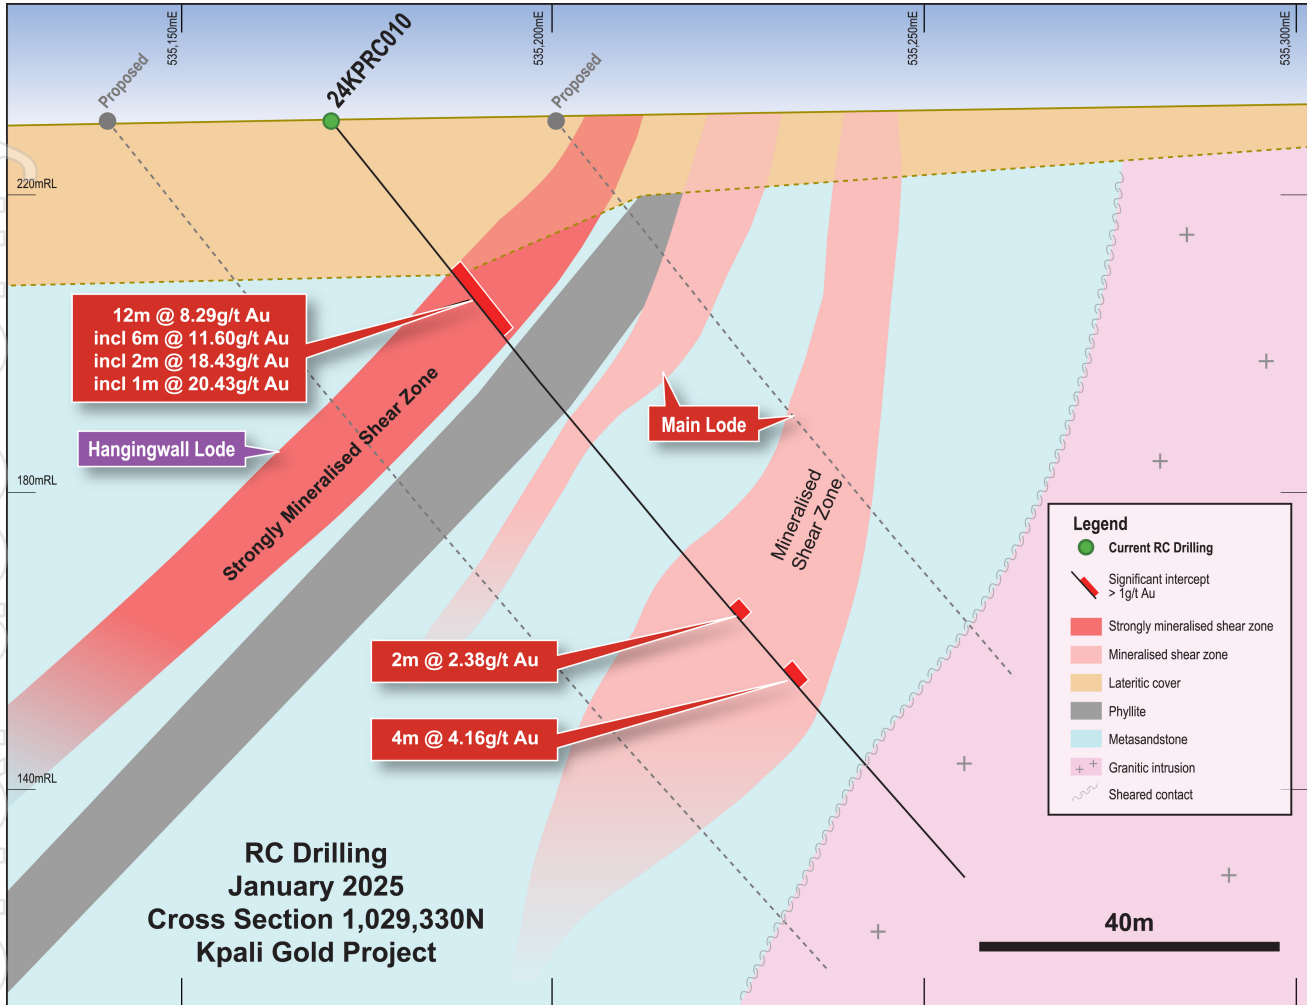 535,150mE
535,200mE
535,250mE
535,300mE
Proposed
24KPRC010
Proposed
220mRL
180mRL
140mRL
12m @ 8.29g/t Au
incl 6m @ 11.60g/t Au
incl 2m @ 18.43g/t Au
incl 1m @ 20.43g/t Au
Hangingwall Lode
Strongly Mineralised Shear Zone
Main Lode
Mineralised
Shear Zone
2m @ 2.38g/t Au
4m @ 4.16g/t Au
Legend
Current RC Drilling
Significant intercept
> 1g/t Au
Strongly mineralised shear zone
Mineralised shear zone
Lateritic cover
Phyllite
Metasandstone
Granitic intrusion
Sheared contact
RC Drilling
January 2025
Cross Section 1,029,330N
Kpali Gold Project
40m